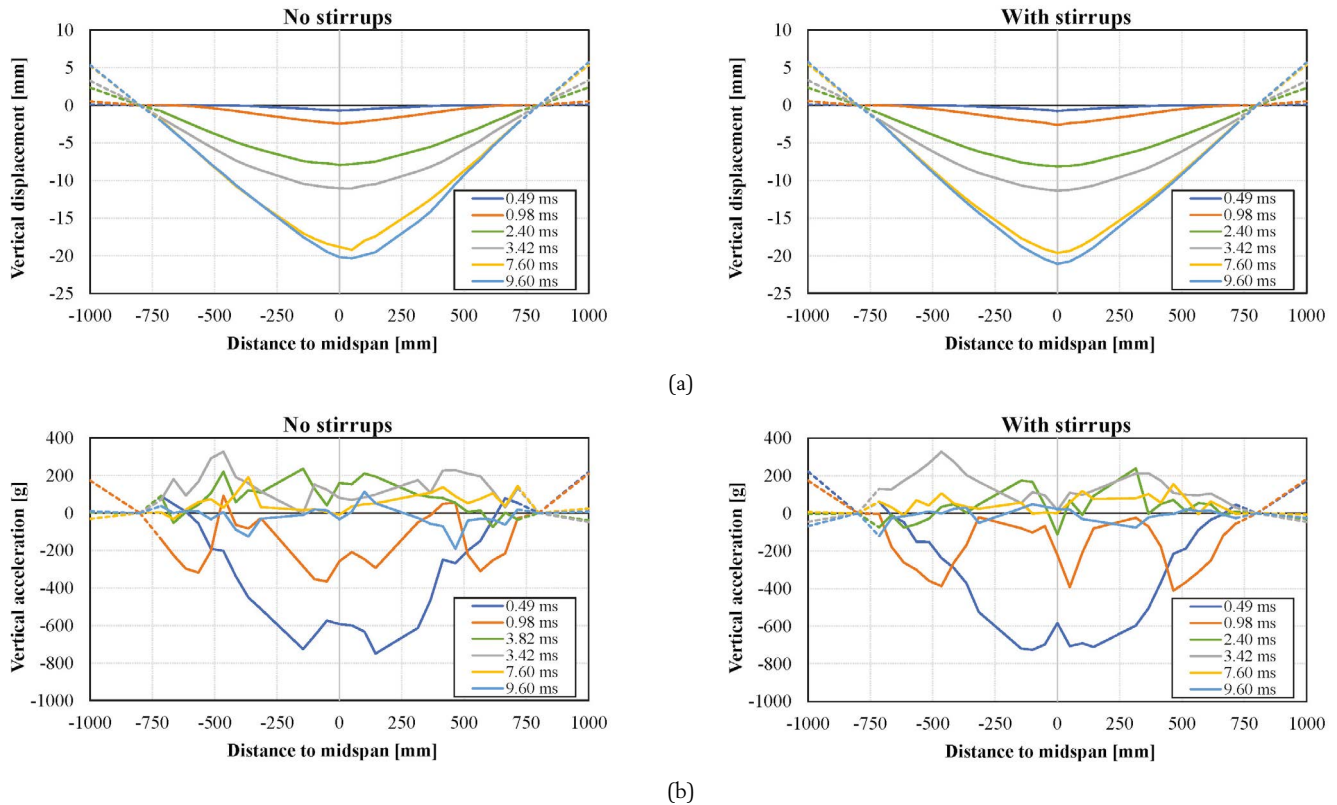 No stirrups
Vertical displacement [mm]
10
5
0
-5
-10
-15
-20
-25
0.49 ms
0.98 ms
2.40 ms
3.42 ms
7.60 ms
9.60 ms
-1000 -750 -500 -250 0 250 500 750 1000
Distance to midspan [mm]
With stirrups
Vertical displacement [mm]
10
5
0
-5
-10
-15
-20
-25
0.49 ms
0.98 ms
2.40 ms
3.42 ms
7.60 ms
9.60 ms
-1000 -750 -500 -250 0 250 500 750 1000
Distance to midspan [mm]
(a)
No stirrups
Vertical acceleration [g]
400
200
0
-200
-400
-600
-800
-1000
0.49 ms
0.98 ms
3.82 ms
3.42 ms
7.60 ms
9.60 ms
-1000 -750 -500 -250 0 250 500 750 1000
Distance to midspan [mm]
With stirrups
Vertical acceleration [g]
400
200
0
-200
-400
-600
-800
-1000
0.49 ms
0.98 ms
2.40 ms
3.42 ms
7.60 ms
9.60 ms
-1000 -750 -500 -250 0 250 500 750 1000
Distance to midspan [mm]
(b)